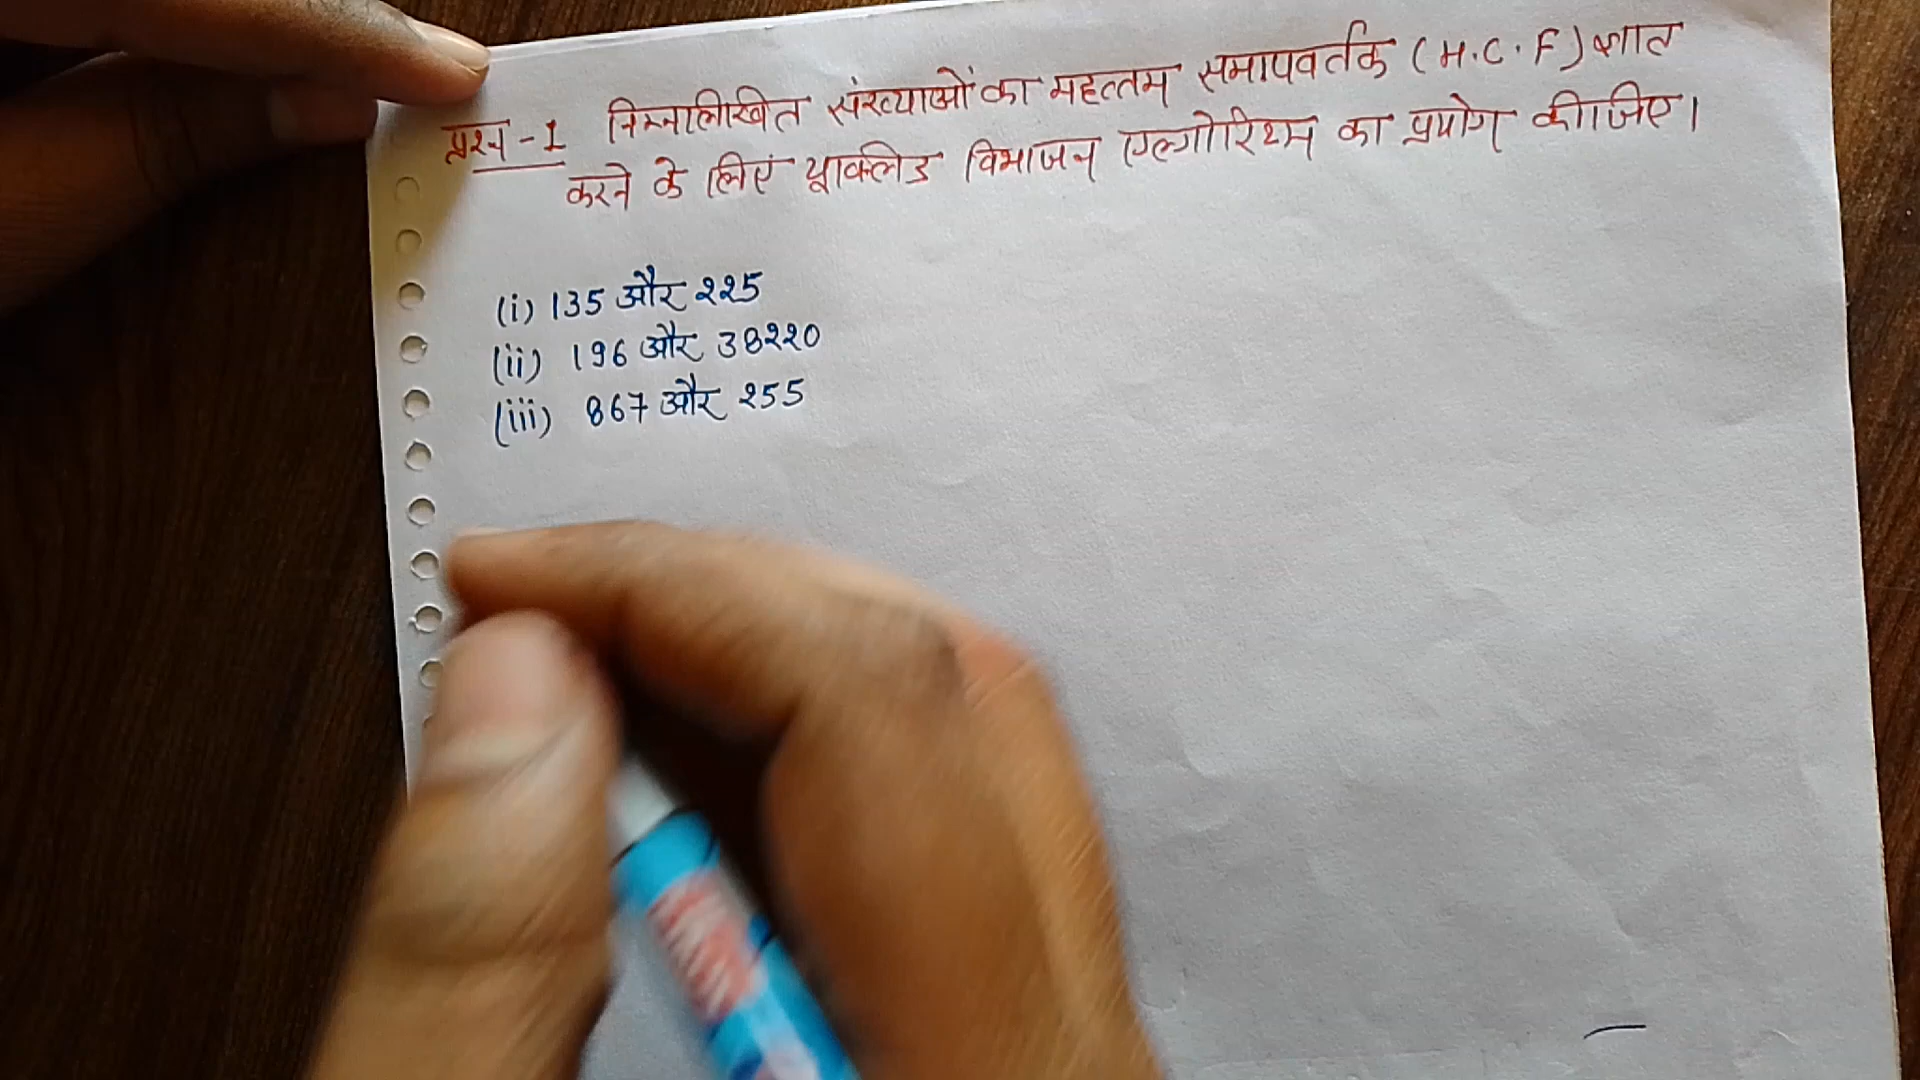 प्रश्न -1 निम्नलिखित संख्याओं का महत्तम समापवर्तक (H.C.F) ज्ञात
करने के लिए यूक्लिड विभाजन एल्गोरिथ्म का प्रयोग कीजिए।
(i) 135 और 225
(ii) 196 और 38220
(iii) 867 और 255